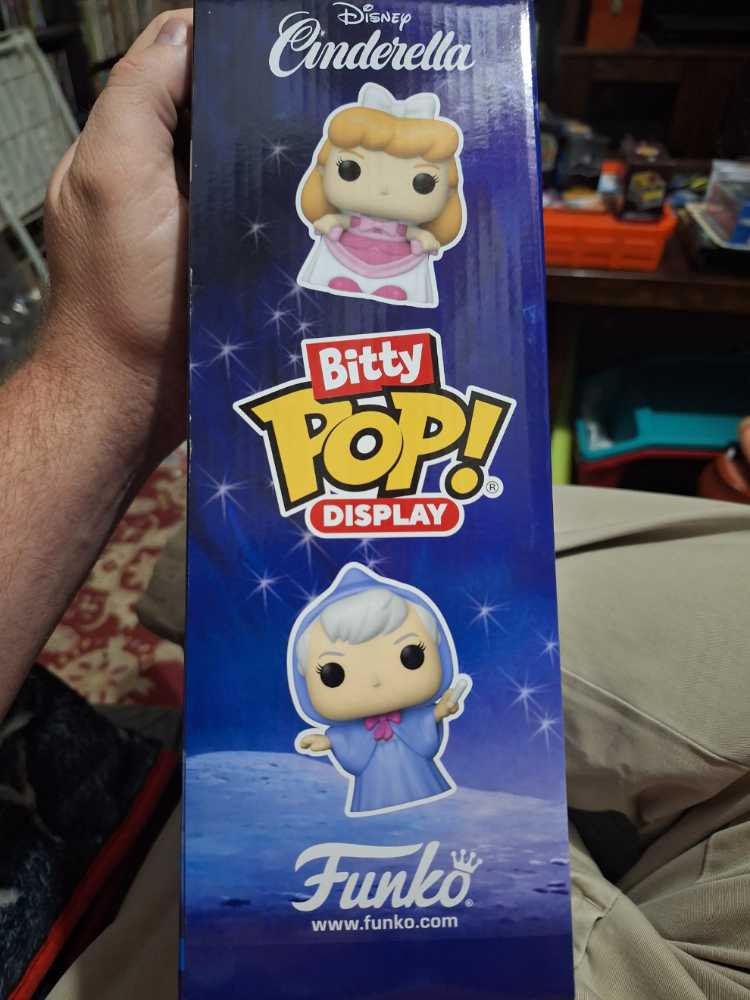 Disney
Cinderella
Bitty
POP!®
DISPLAY
Funko®
www.funko.com